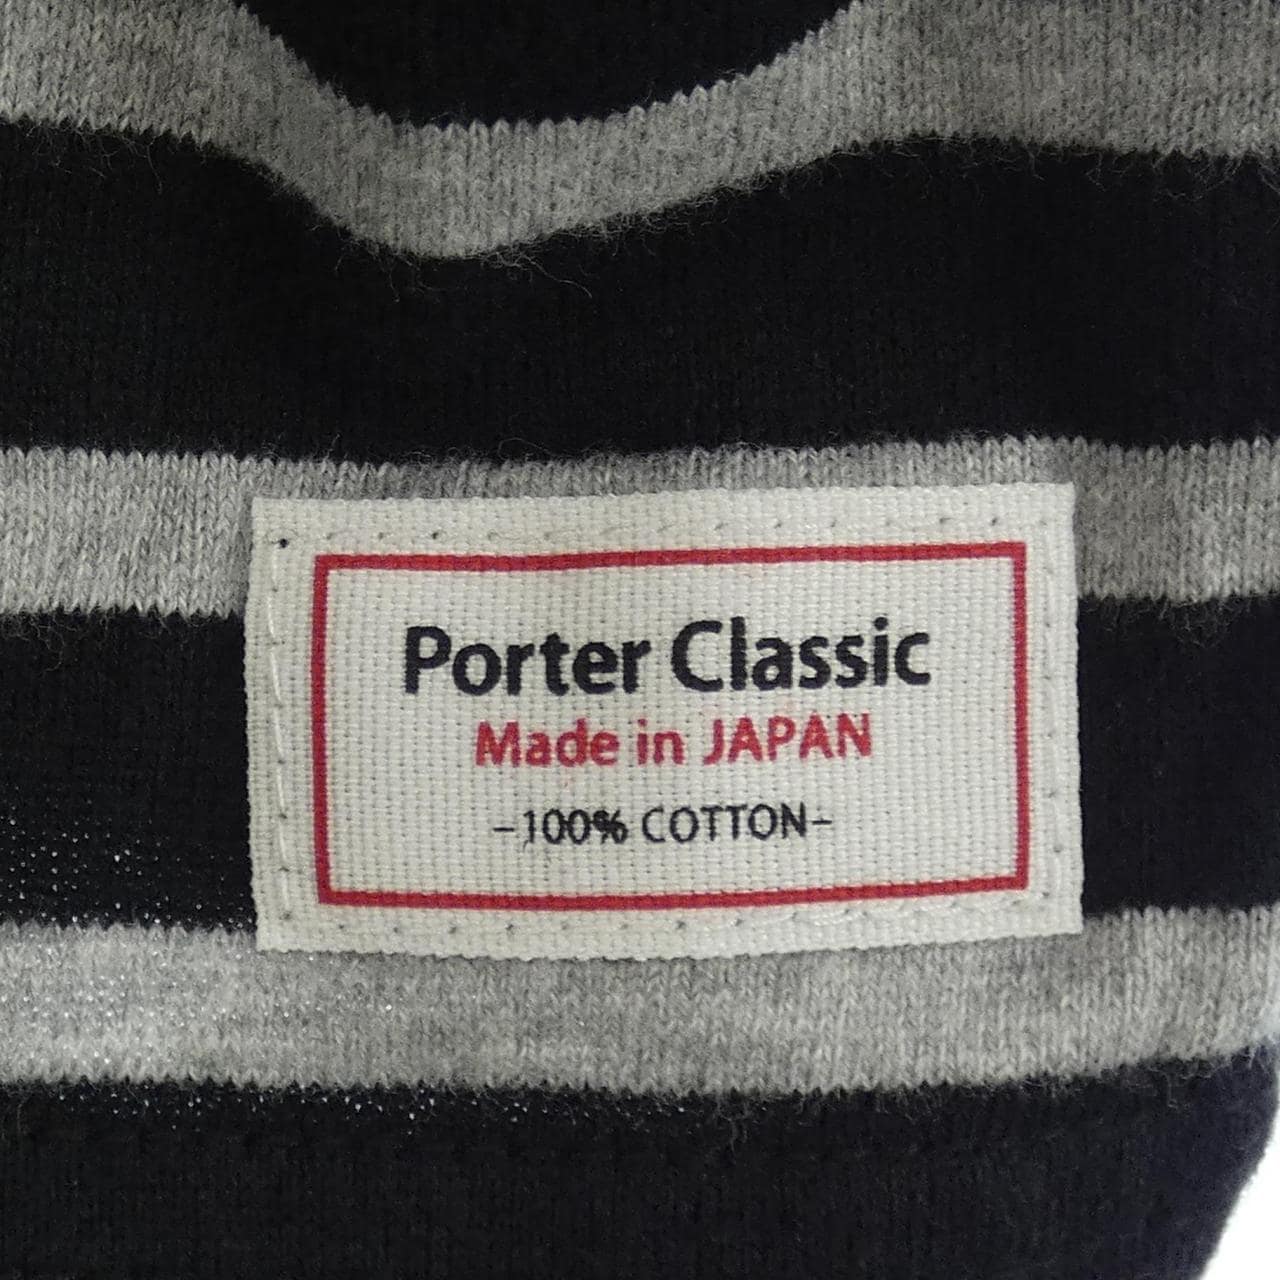 Porter Classic
Made in JAPAN
-100% COTTON-